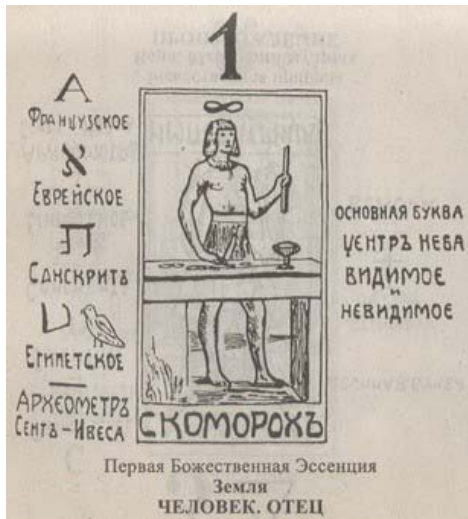 1
А
Французское
א
Еврейское
Санскритъ
Египетское
Археометръ
Сентъ-Ивеса
СКОМОРОХЪ
ОСНОВНАЯ БУКВА
ЦЕНТРЪ НЕБА
ВИДИМОЕ
И
НЕВИДИМОЕ
Первая Божественная Эссенция
Земля
ЧЕЛОВЕК. ОТЕЦ